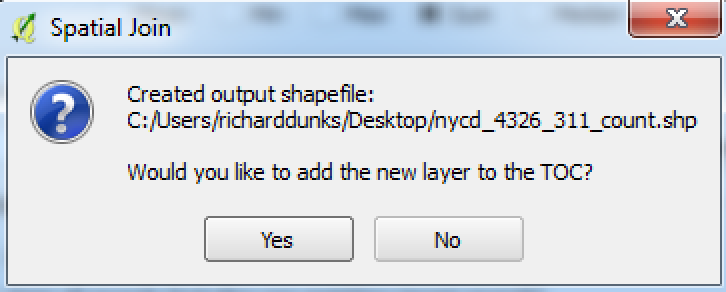 Spatial Join
Created output shapefile:
C:/Users/richarddunks/Desktop/nycd_4326_311_count.shp
Would you like to add the new layer to the TOC?
Yes No